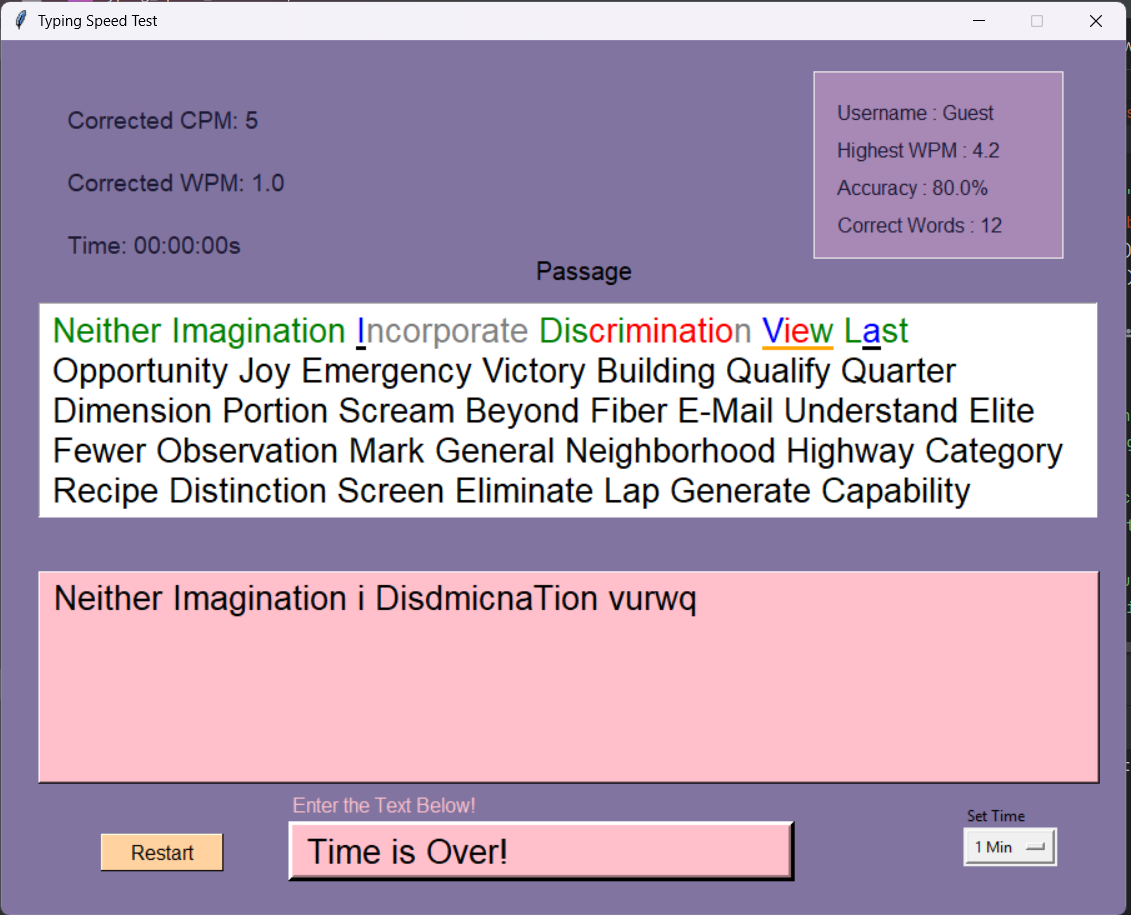 Typing Speed Test
Corrected CPM: 5
Corrected WPM: 1.0
Time: 00:00:00s
Username : Guest
Highest WPM : 4.2
Accuracy : 80.0%
Correct Words : 12
Passage
Neither Imagination Incorporate Discrimination View Last
Opportunity Joy Emergency Victory Building Qualify Quarter
Dimension Portion Scream Beyond Fiber E-Mail Understand Elite
Fewer Observation Mark General Neighborhood Highway Category
Recipe Distinction Screen Eliminate Lap Generate Capability
Neither Imagination i DisdmicnaTion vurwq
Enter the Text Below!
Time is Over!
Restart
Set Time
1 Min